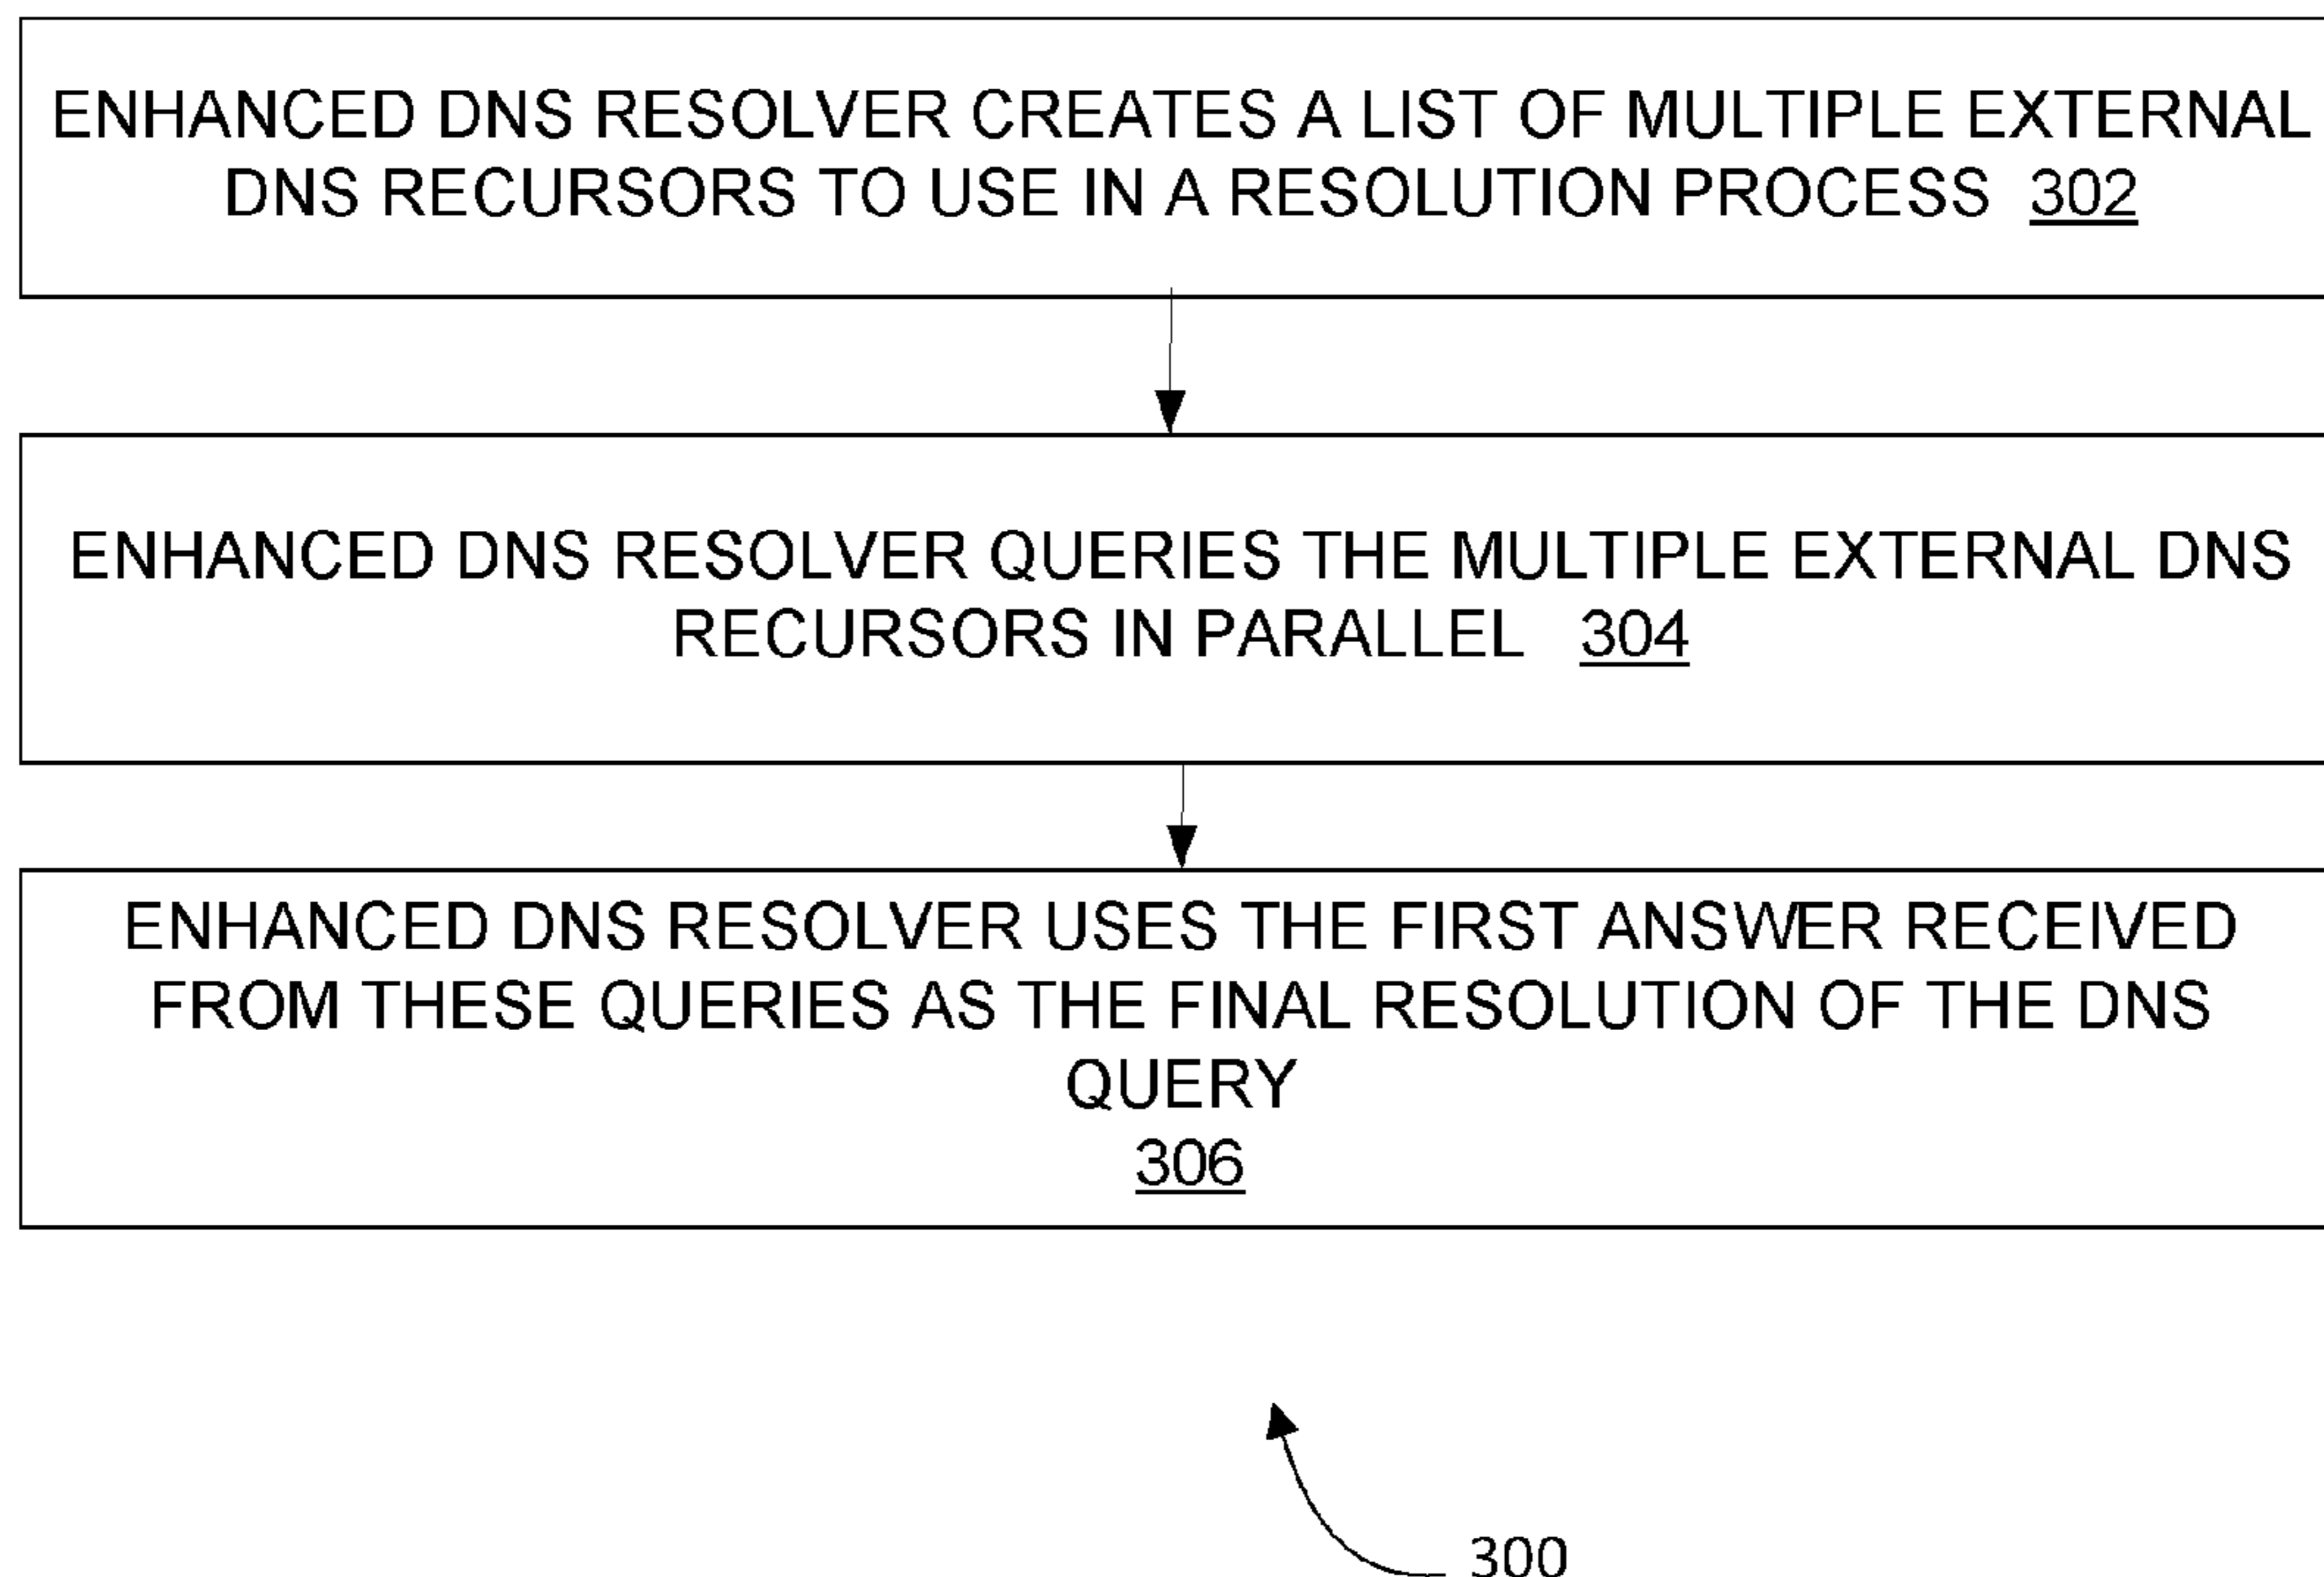 ENHANCED DNS RESOLVER CREATES A LIST OF MULTIPLE EXTERNAL
DNS RECURSORS TO USE IN A RESOLUTION PROCESS 302
ENHANCED DNS RESOLVER QUERIES THE MULTIPLE EXTERNAL DNS
RECURSORS IN PARALLEL 304
ENHANCED DNS RESOLVER USES THE FIRST ANSWER RECEIVED
FROM THESE QUERIES AS THE FINAL RESOLUTION OF THE DNS
QUERY
306
300